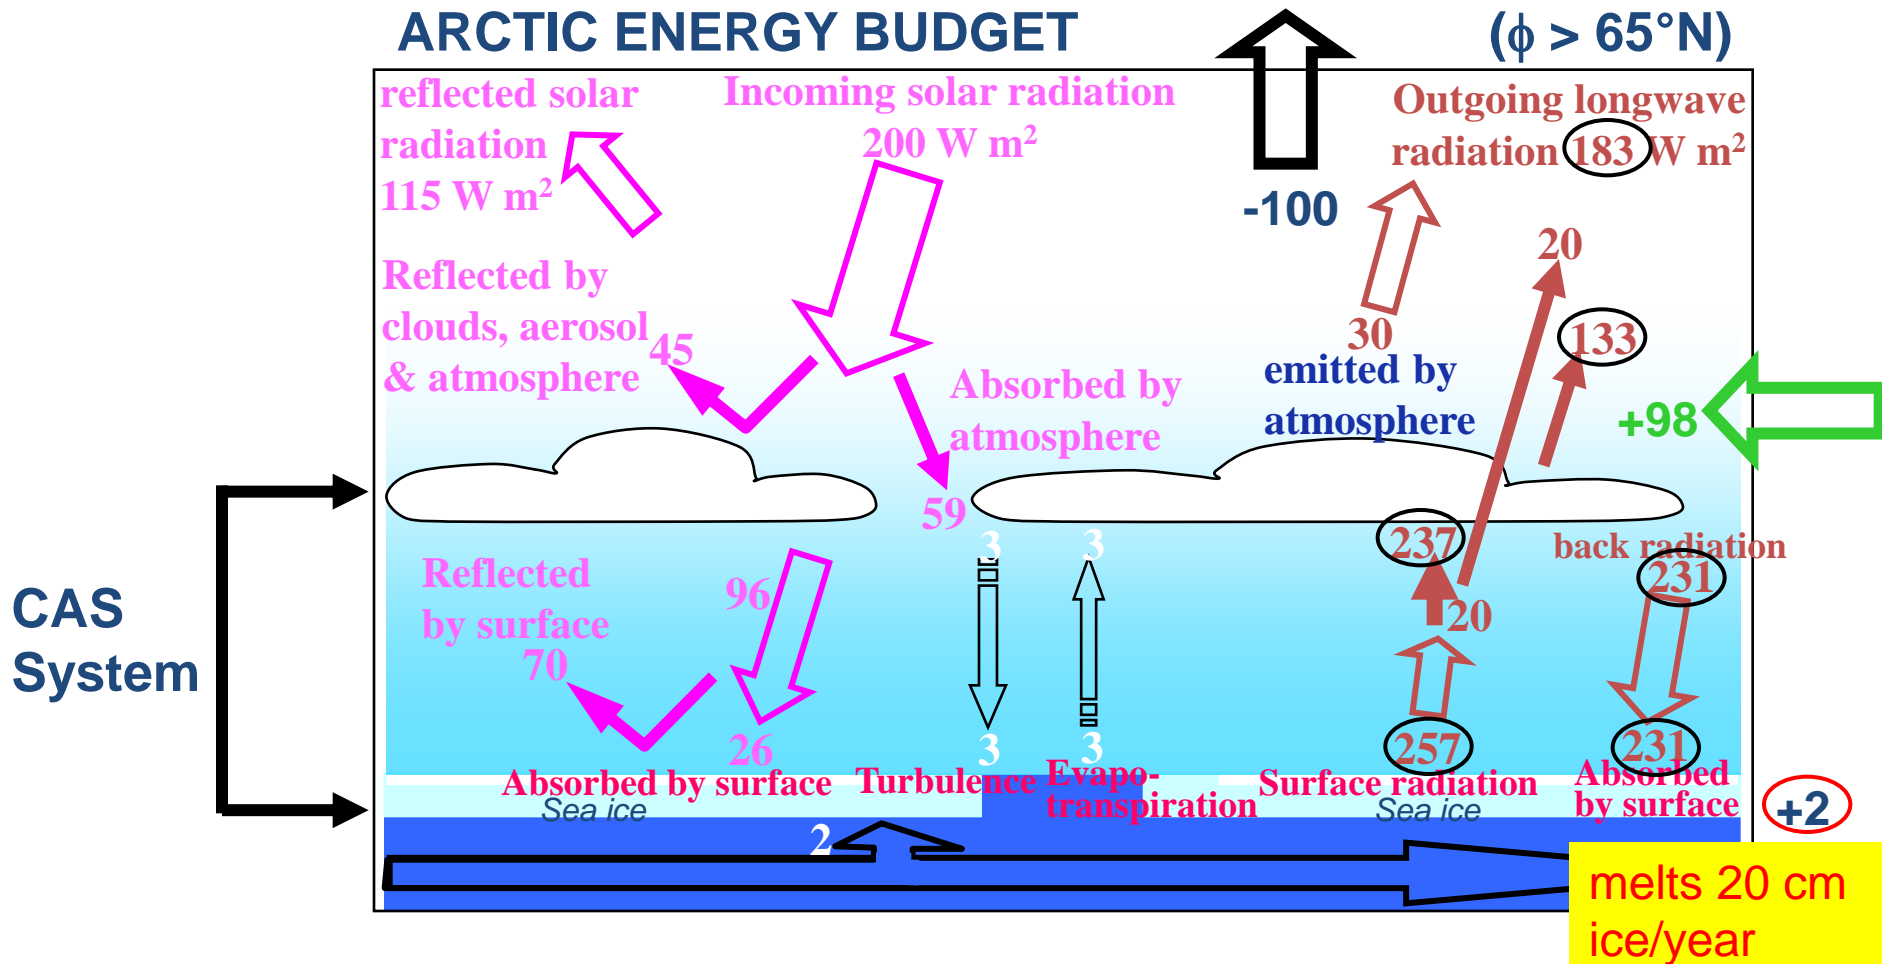 ARCTIC ENERGY BUDGET
(ϕ > 65°N)
reflected solar
radiation
115 W m²
Incoming solar radiation
200 W m²
Outgoing longwave
radiation 183 W m²
-100
20
Reflected by
clouds, aerosol
& atmosphere
45
30
133
emitted by
atmosphere
Absorbed by
atmosphere
+98
59
3
3
237
back radiation
231
Reflected
by surface
70
96
20
CAS
System
26
3
3
257
231
Absorbed by surface
Turbulence
Evapo-
transpiration
Surface radiation
Absorbed
by surface
Sea ice
Sea ice
+2
2
melts 20 cm
ice/year